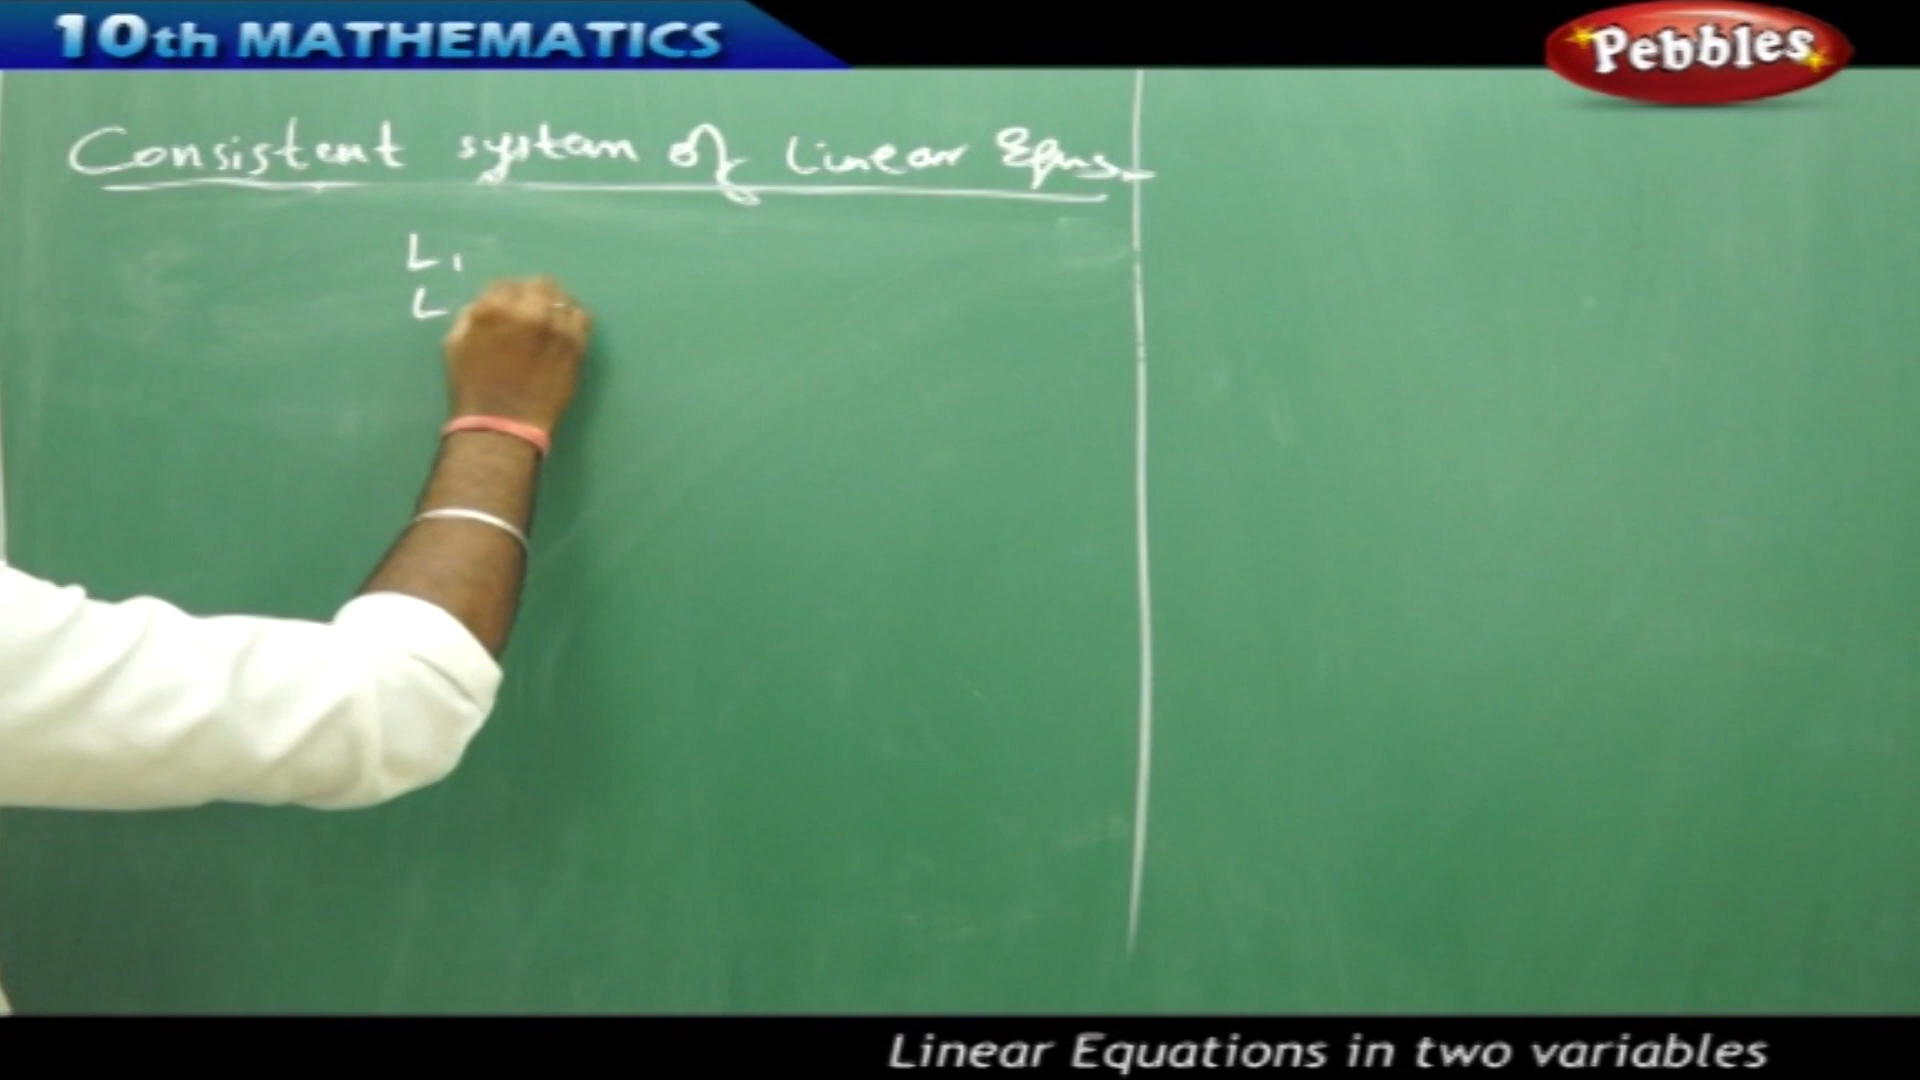 10th MATHEMATICS
Pebbles
Consistent system of Linear Eqns.
L1
L
Linear Equations in two variables